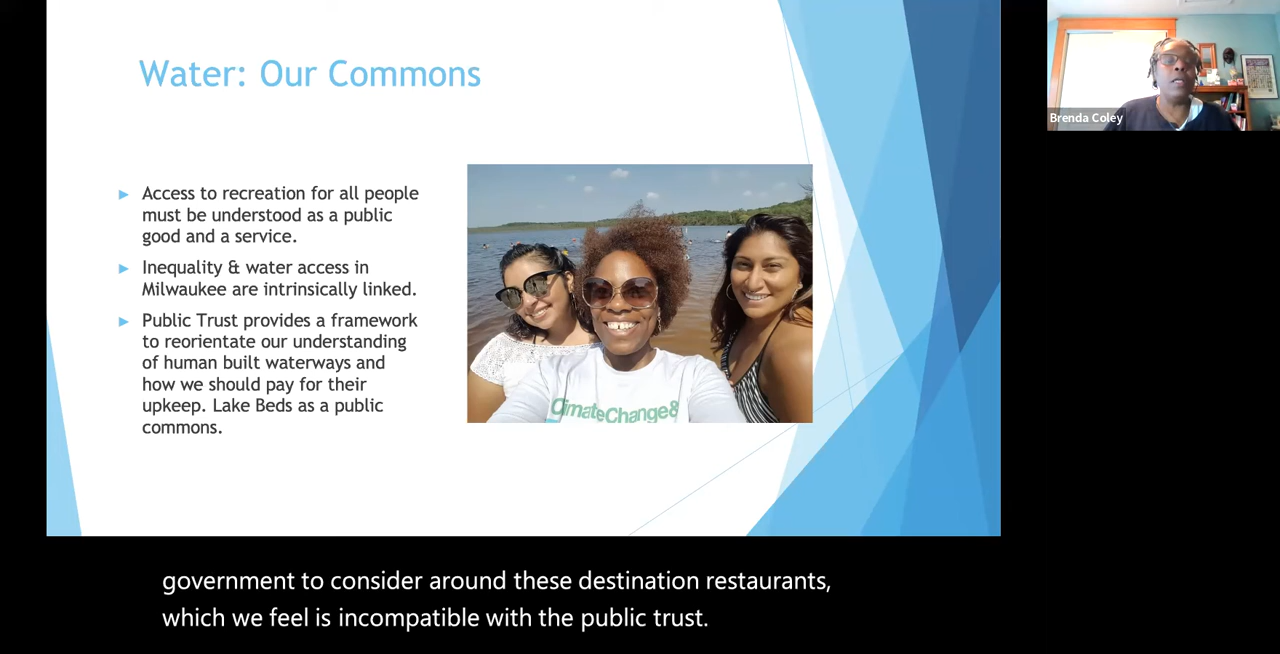 Water: Our Commons
Access to recreation for all people
must be understood as a public
good and a service.
Inequality & water access in
Milwaukee are intrinsically linked.
Public Trust provides a framework
to reorientate our understanding
of human built waterways and
how we should pay for their
upkeep. Lake Beds as a public
commons.
ClimateChange&
Brenda Coley
government to consider around these destination restaurants,
which we feel is incompatible with the public trust.